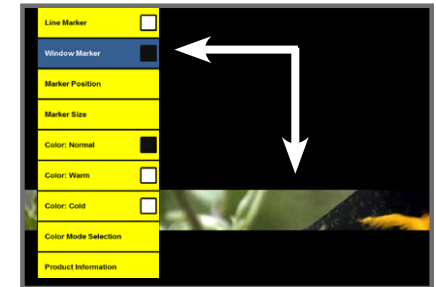 Line Marker
Window Marker
Marker Position
Marker Size
Color: Normal
Color: Warm
Color: Cold
Color Mode Selection
Product Information